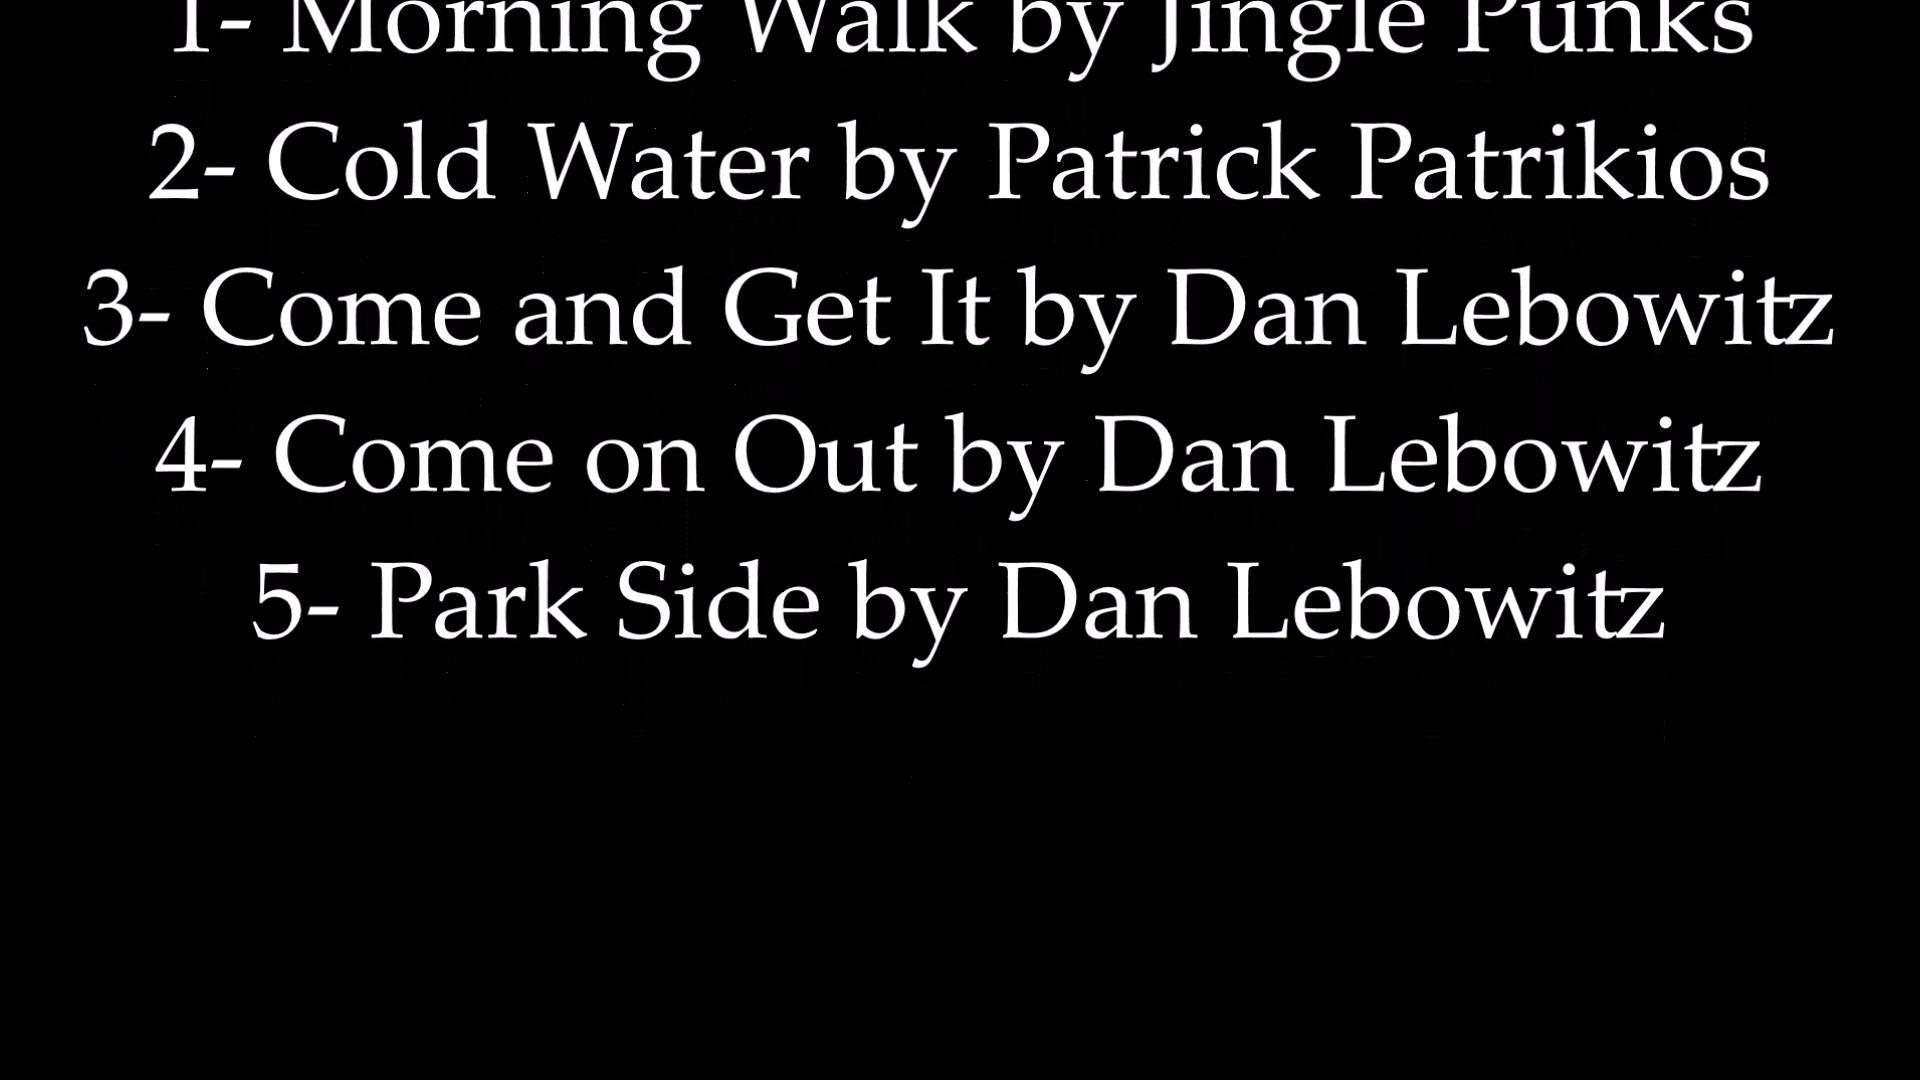 1- Morning Walk by Jingle Punks
2- Cold Water by Patrick Patrikios
3- Come and Get It by Dan Lebowitz
4- Come on Out by Dan Lebowitz
5- Park Side by Dan Lebowitz